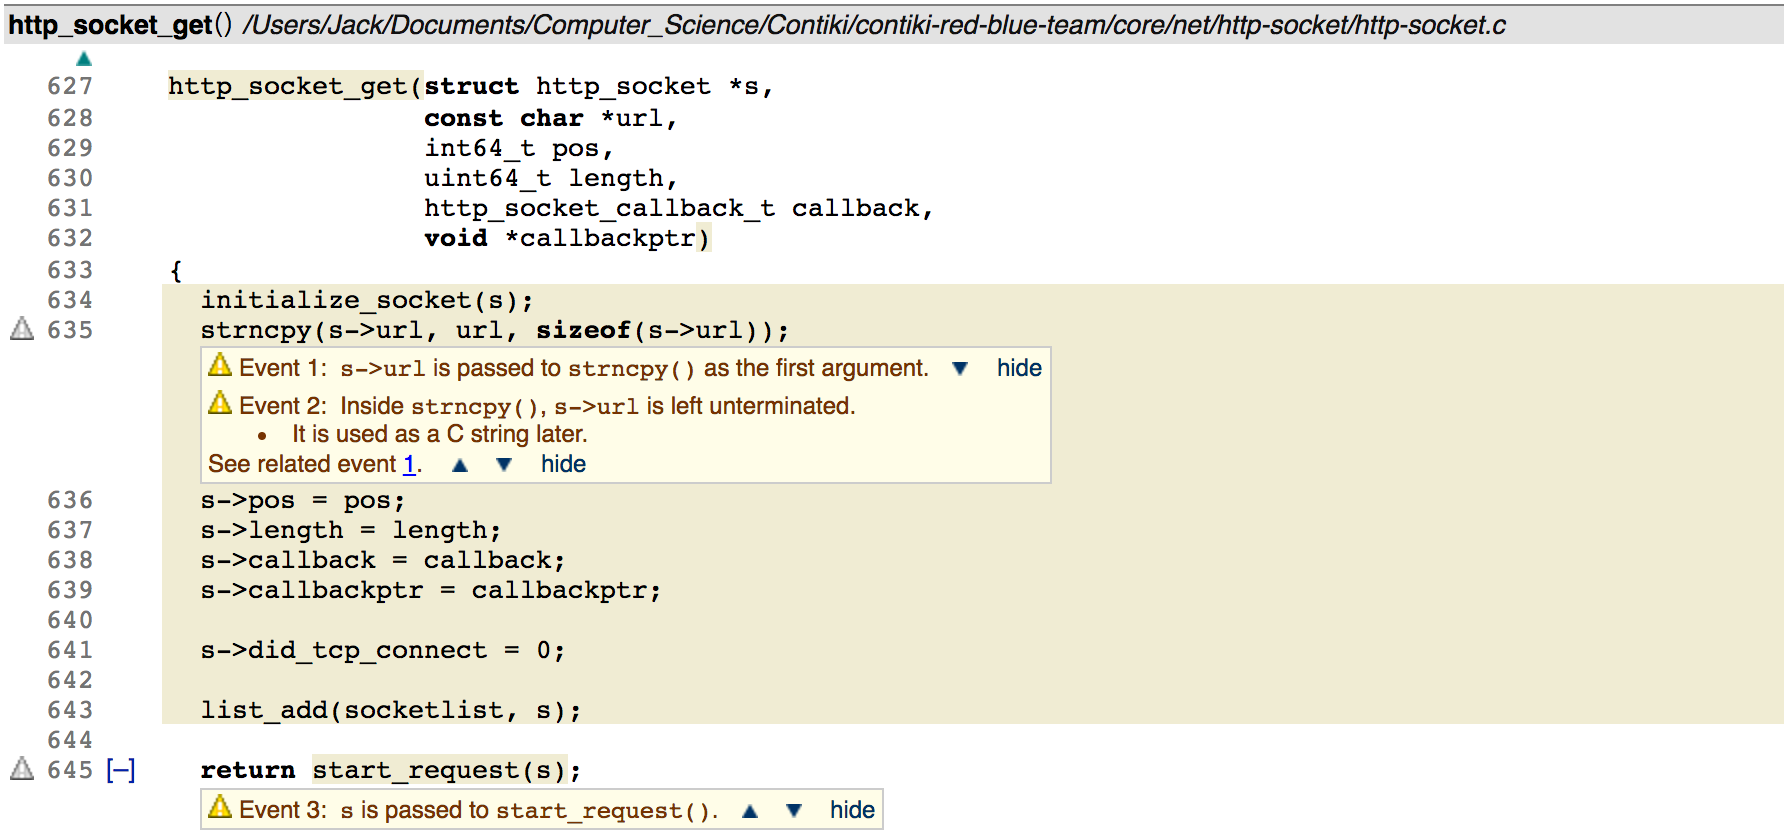 http_socket_get() /Users/Jack/Documents/Computer_Science/Contiki/contiki-red-blue-team/core/net/http-socket/http-socket.c
627 http_socket_get(struct http_socket *s,
628 const char *url,
629 int64_t pos,
630 uint64_t length,
631 http_socket_callback_t callback,
632 void *callbackptr)
633 {
634 initialize_socket(s);
635 strncpy(s->url, url, sizeof(s->url));
Event 1: s->url is passed to strncpy() as the first argument. ▼ hide
Event 2: Inside strncpy(), s->url is left unterminated.
• It is used as a C string later.
See related event 1. ▲ ▼ hide
636 s->pos = pos;
637 s->length = length;
638 s->callback = callback;
639 s->callbackptr = callbackptr;
640
641 s->did_tcp_connect = 0;
642
643 list_add(socketlist, s);
644
645 [−] return start_request(s);
Event 3: s is passed to start_request(). ▲ ▼ hide